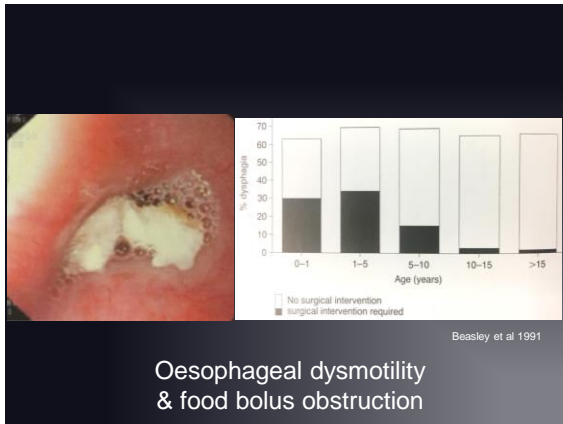 % dysphagia
70
60
50
40
30
20
10
0
0–1
1–5
5–10
10–15
>15
Age (years)
No surgical intervention
surgical intervention required
Beasley et al 1991
Oesophageal dysmotility
& food bolus obstruction